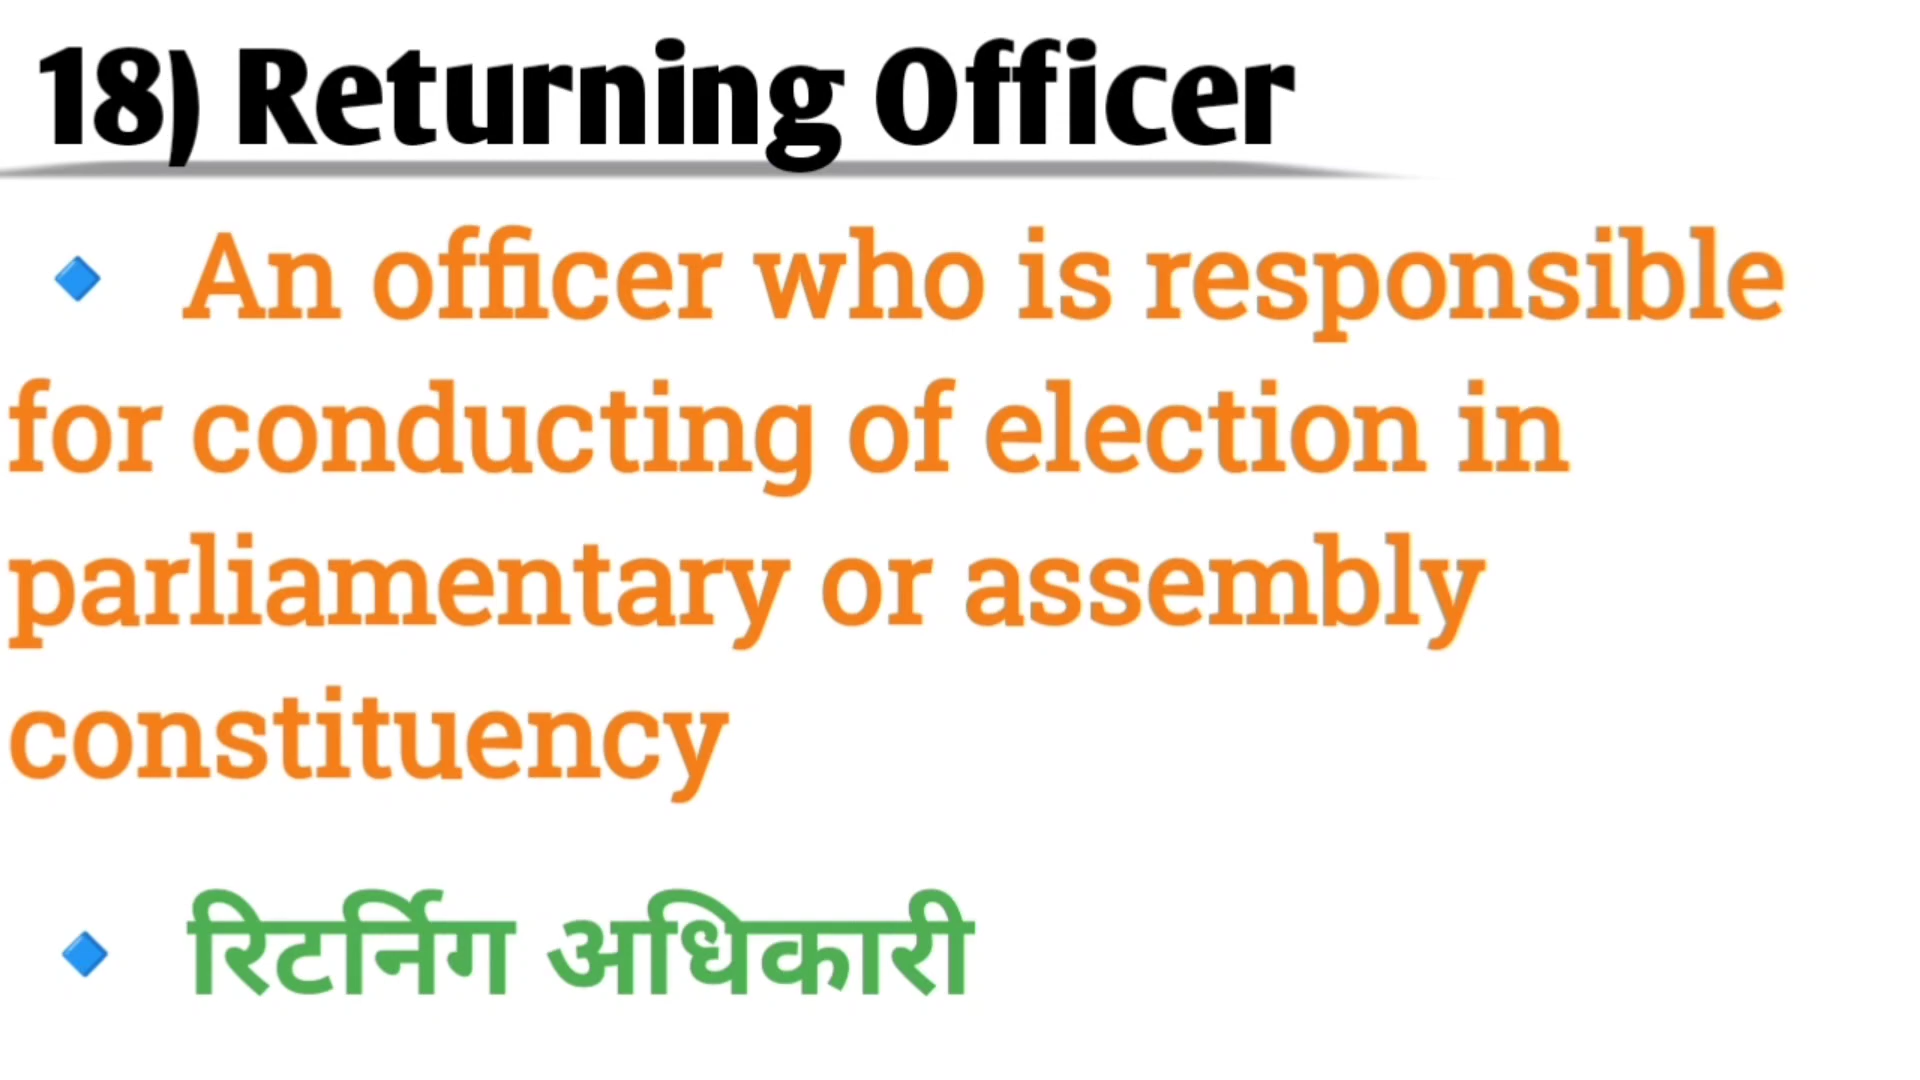 18) Returning Officer
🔹 An officer who is responsible
for conducting of election in
parliamentary or assembly
constituency
🔹 रिटर्निग अधिकारी